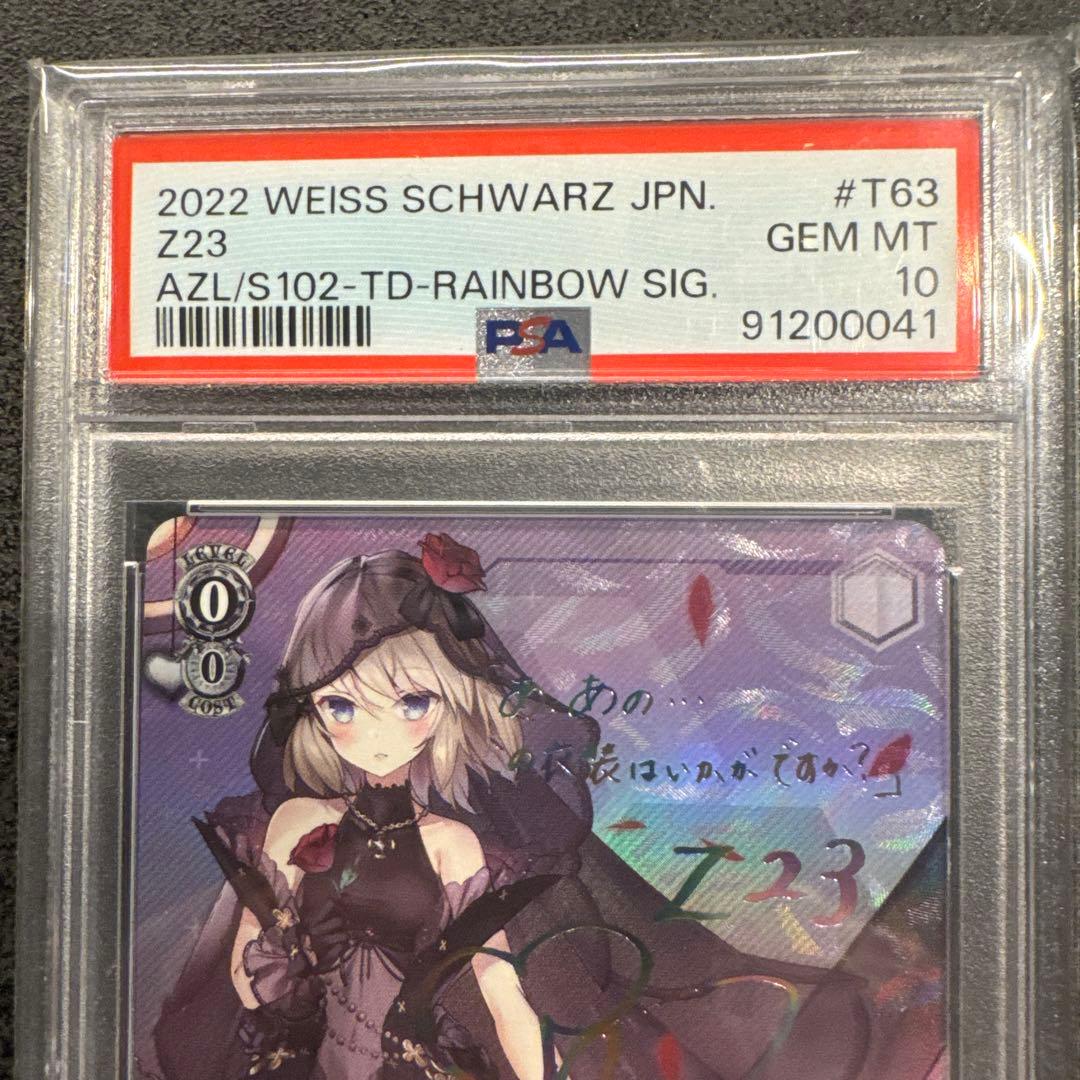 2022 WEISS SCHWARZ JPN. #T63
Z23 GEM MT
AZL/S102-TD-RAINBOW SIG. 10
PSA 91200041
LEVEL
0
0
COST
あ、あの…
の衣装はいかがですか?」
Z23